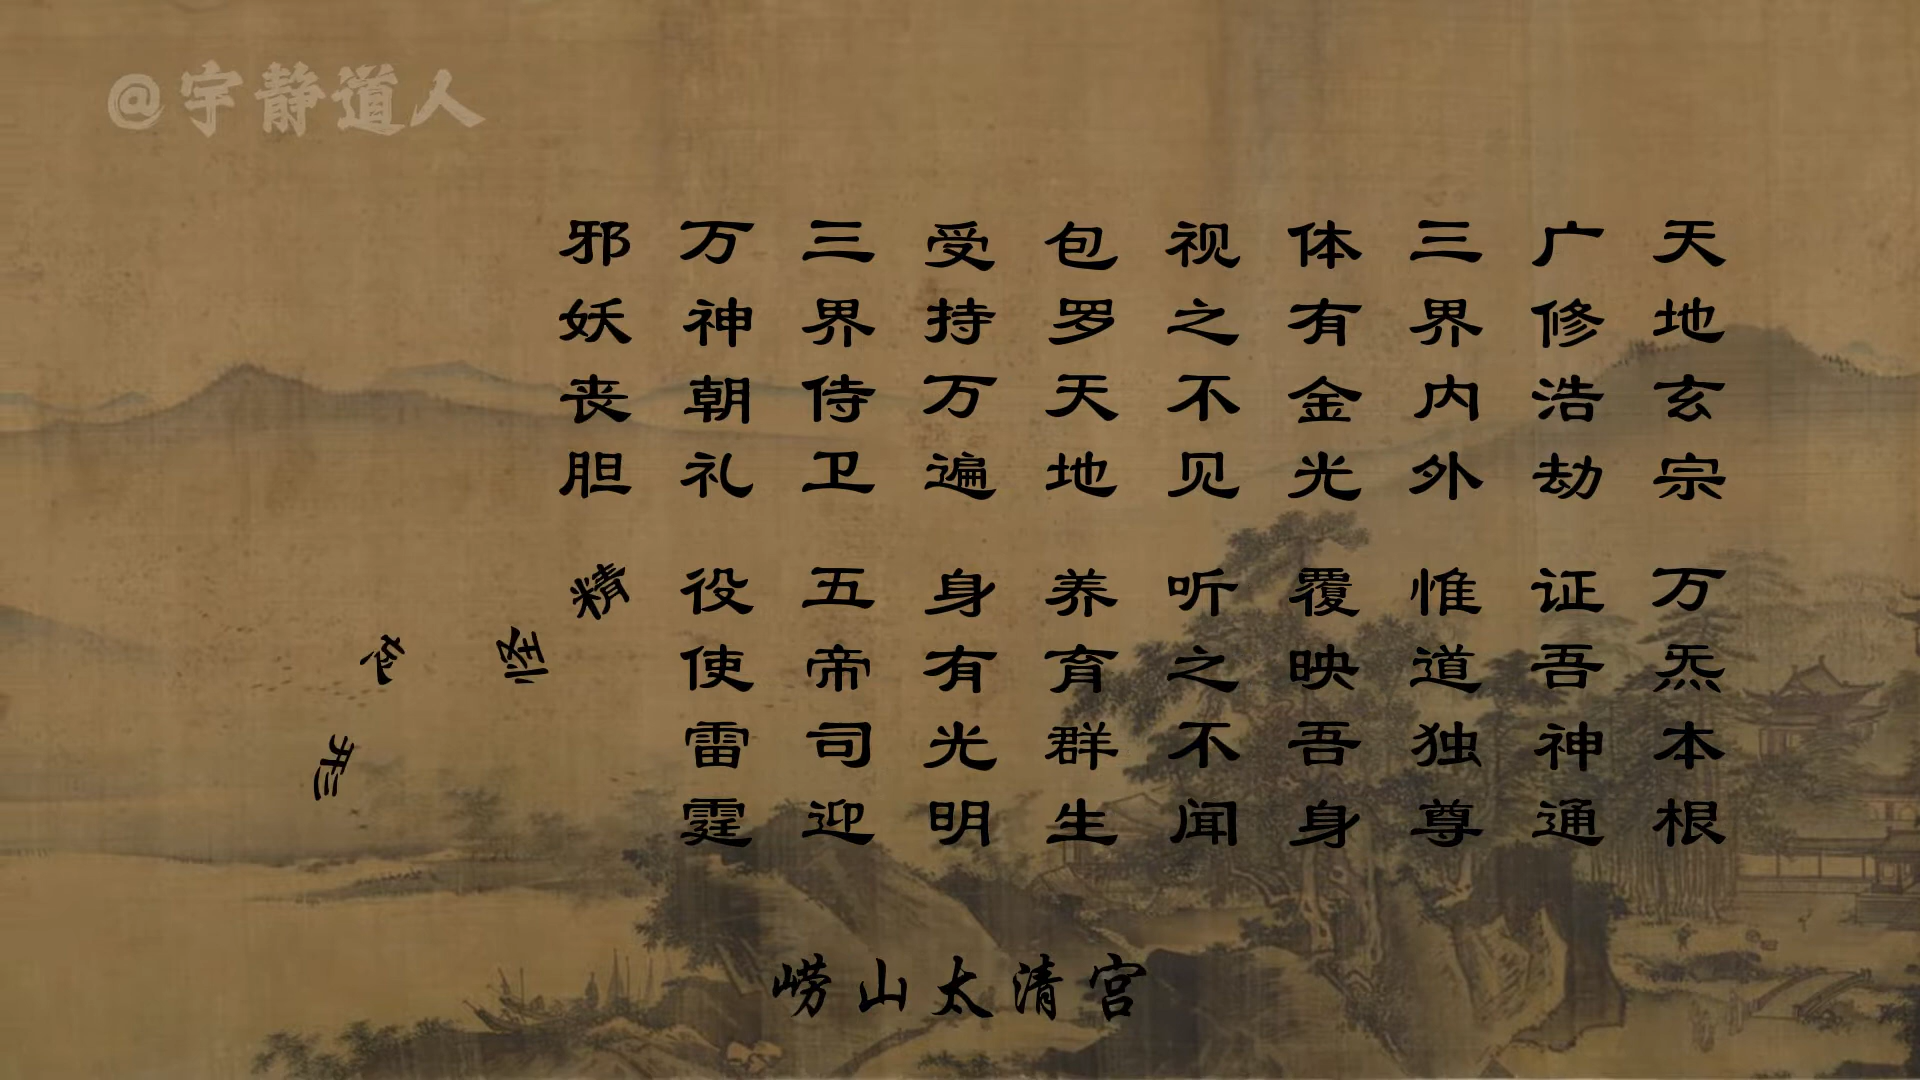 @宇静道人
天地玄宗 万炁本根
广修浩劫 证吾神通
三界内外 惟道独尊
体有金光 覆映吾身
视之不见 听之不闻
包罗天地 养育群生
受持万遍 身有光明
三界侍卫 五帝司迎
万神朝礼 役使雷霆
邪妖丧胆 精怪忘形
崂山太清宫